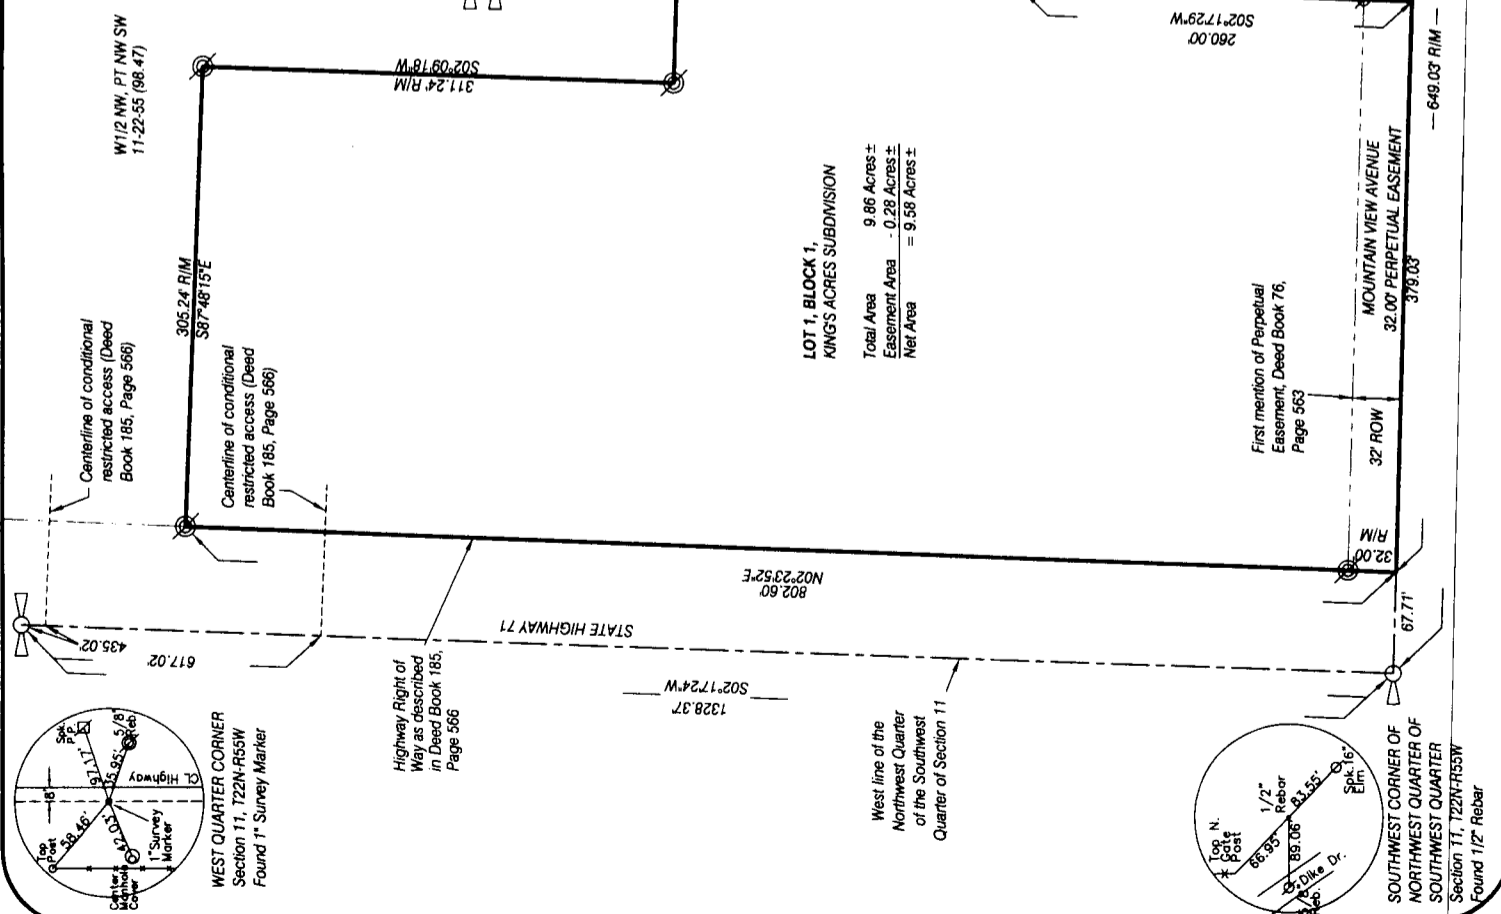 W1/2 NW, PT NW SW
11-22-55 (98.47)
S02°09'18"W
311.24' R/M
S02°17'29"W
260.00'
649.03' R/M
305.24' R/M
S87°48'15"E
Centerline of conditional
restricted access (Deed
Book 185, Page 566)
Centerline of conditional
restricted access (Deed
Book 185, Page 566)
LOT 1, BLOCK 1,
KING'S ACRES SUBDIVISION
Total Area 9.86 Acres±
Easement Area - 0.28 Acres±
Net Area = 9.58 Acres±
MOUNTAIN VIEW AVENUE
32.00' PERPETUAL EASEMENT
379.03'
First mention of Perpetual
Easement, Deed Book 76,
Page 563
32' ROW
32.00'
R/M
N02°23'52"E
802.60'
STATE HIGHWAY 71
435.02'
617.02'
67.71'
Highway Right of
Way as described
in Deed Book 185,
Page 566
S02°17'24"W
1328.37'
West line of the
Northwest Quarter
of the Southwest
Quarter of Section 11
Spk.
P.P.
97.17'
5/8"
Reb.
35.95'
CL Highway
18'
Top
Post
58.46'
42.03'
1" Survey
Marker
Center
Manhole
Cover
WEST QUARTER CORNER
Section 11, T22N-R55W
Found 1" Survey Marker
Top N.
Gate
Post
66.95'
1/2"
Rebar
83.55'
Spk.16"
Elm
89.06'
Dike Dr.
Reb.
SOUTHWEST CORNER OF
NORTHWEST QUARTER OF
SOUTHWEST QUARTER
Section 11, T22N-R55W
Found 1/2" Rebar